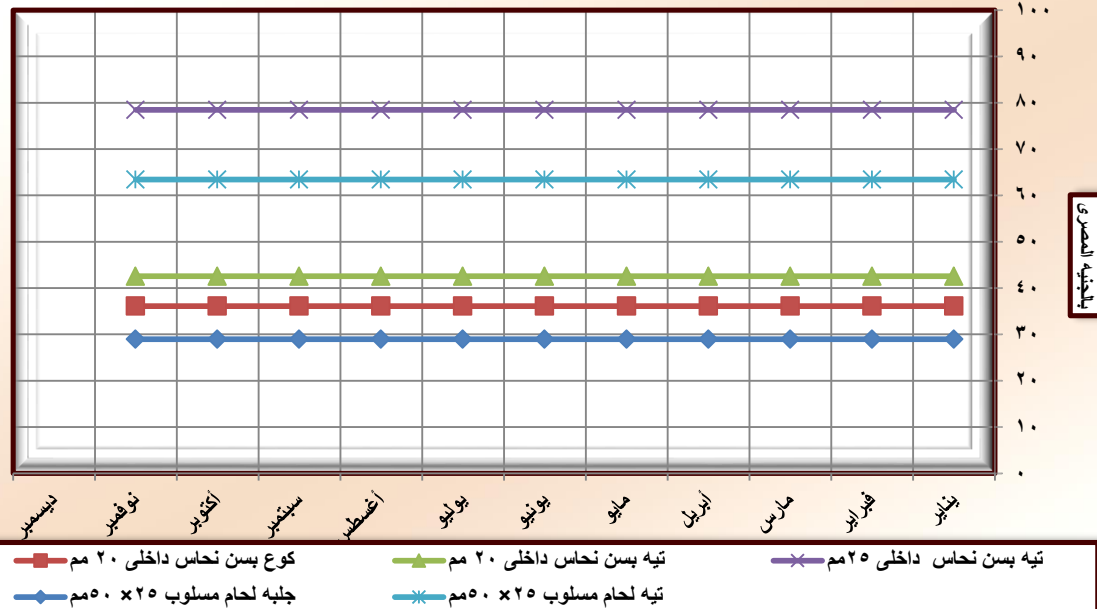 ١٠٠
٩٠
٨٠
٧٠
٦٠
٥٠
٤٠
٣٠
٢٠
١٠
٠
بالجنيه المصرى
يناير
فبراير
مارس
أبريل
مايو
يونيو
يوليو
أغسطس
سبتمبر
أكتوبر
نوفمبر
ديسمبر
تيه بسن نحاس داخلى ٢٥مم تيه بسن نحاس داخلى ٢٠ مم كوع بسن نحاس داخلى ٢٠ مم
تيه لحام مسلوب ٢٥× ٥٠مم جلبه لحام مسلوب ٢٥× ٥٠مم